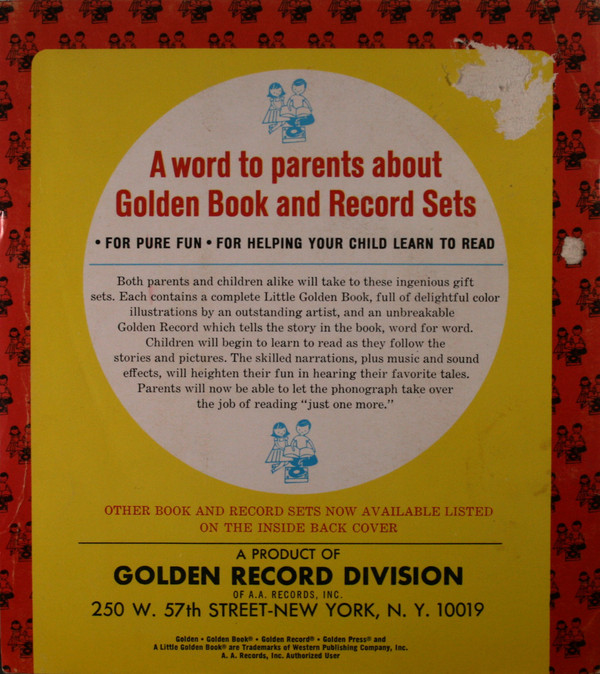 A word to parents about
Golden Book and Record Sets
• FOR PURE FUN • FOR HELPING YOUR CHILD LEARN TO READ
Both parents and children alike will take to these ingenious gift
sets. Each contains a complete Little Golden Book, full of delightful color
illustrations by an outstanding artist, and an unbreakable
Golden Record which tells the story in the book, word for word.
Children will begin to learn to read as they follow the
stories and pictures. The skilled narrations, plus music and sound
effects, will heighten their fun in hearing their favorite tales.
Parents will now be able to let the phonograph take over
the job of reading “just one more.”
OTHER BOOK AND RECORD SETS NOW AVAILABLE LISTED
ON THE INSIDE BACK COVER
A PRODUCT OF
GOLDEN RECORD DIVISION
OF A.A. RECORDS, INC.
250 W. 57th STREET-NEW YORK, N. Y. 10019
Golden • Golden Book® • Golden Record® • Golden Press® and
A Little Golden Book® are Trademarks of Western Publishing Company, Inc.
A. A. Records, Inc. Authorized User